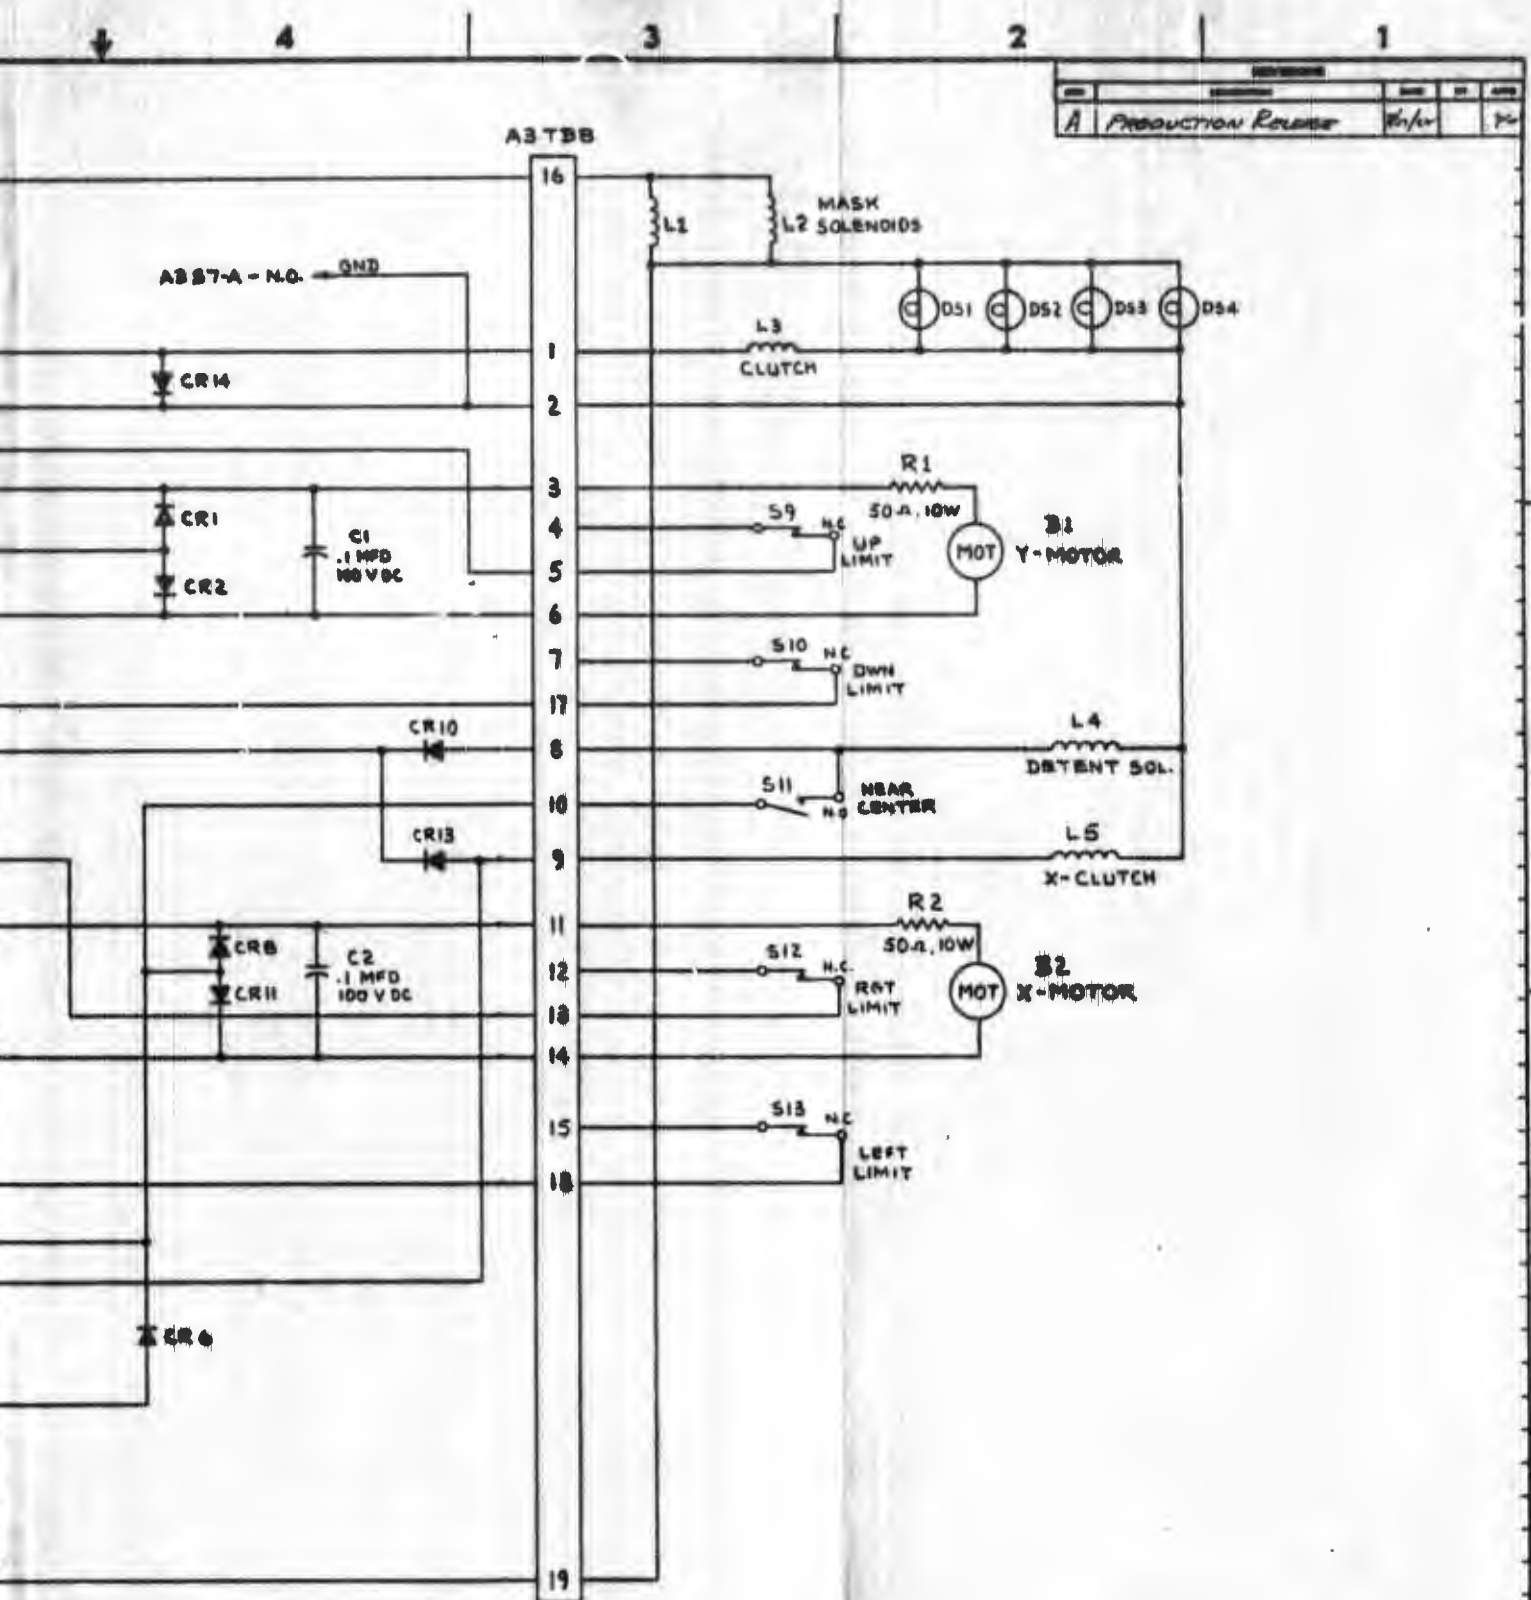 4 3 2 1
A PRODUCTION RELEASE
A3 TBB
16
L1
L2
MASK
SOLENOIDS
A3S7-A - N.O.
GND
DS1 DS2 DS3 DS4
L3
1
CLUTCH
CR14
2
R1
3
50Ω, 10W
CR1
S9
4
N.C
UP
LIMIT
B1
MOT
Y-MOTOR
C1
.1 MFD
100 V DC
5
CR2
6
S10
7
N.C
DWN
LIMIT
17
CR10
8
L4
DETENT SOL.
S11
10
NEAR
CENTER
N.O
CR13
9
L5
X-CLUTCH
R2
11
50Ω, 10W
CR8
C2
.1 MFD
100 V DC
S12
12
N.C.
RGT
LIMIT
B2
MOT
X-MOTOR
CR11
13
14
S13
15
N.C
LEFT
LIMIT
18
CR6
19